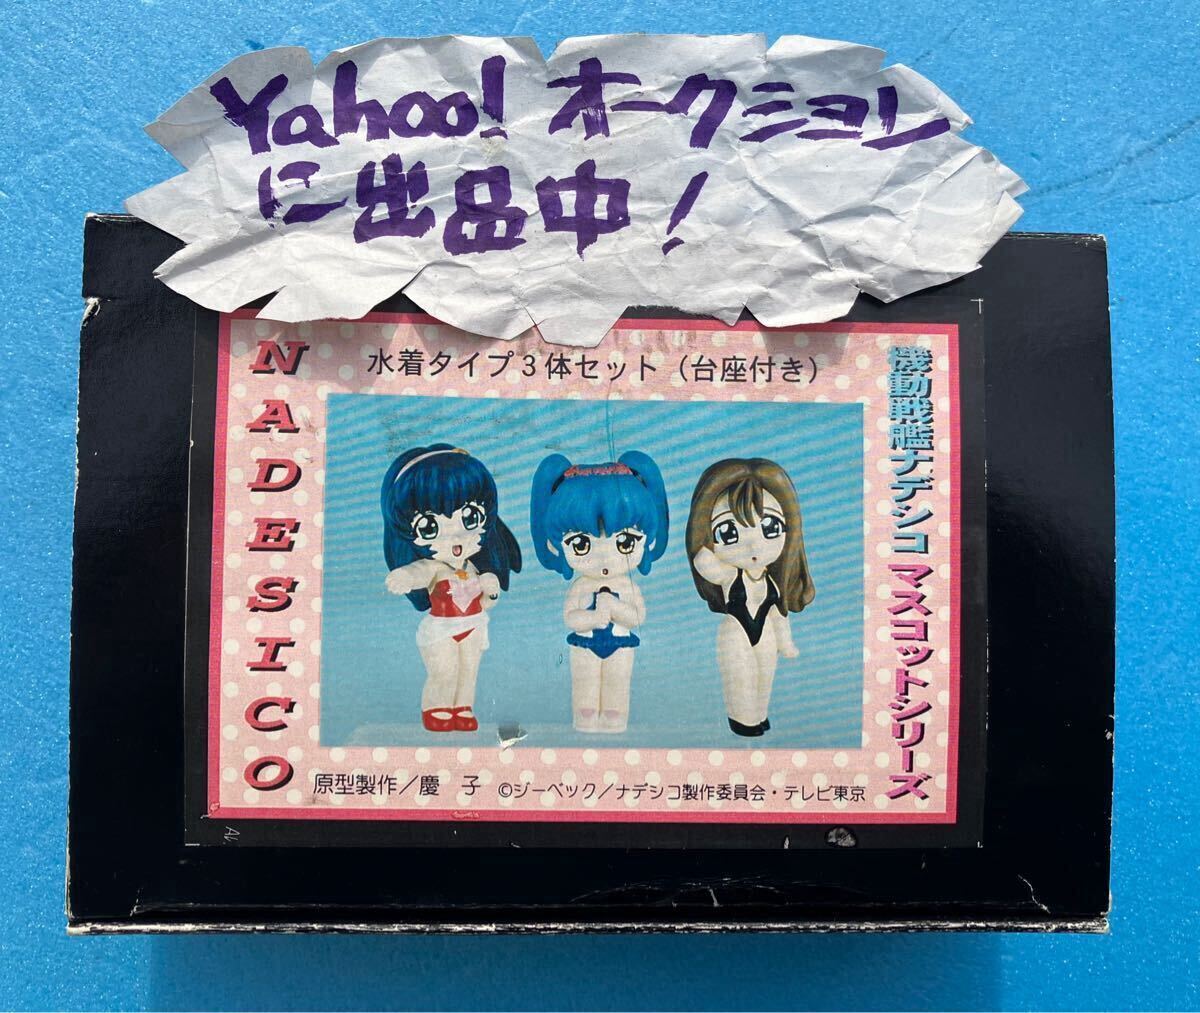 Yahoo! オークション
に出品中!
NADESICO
水着タイプ3体セット(台座付き)
機動戦艦ナデシコ マスコットシリーズ
原型製作/慶 子 ©ジーベック/ナデシコ製作委員会・テレビ東京